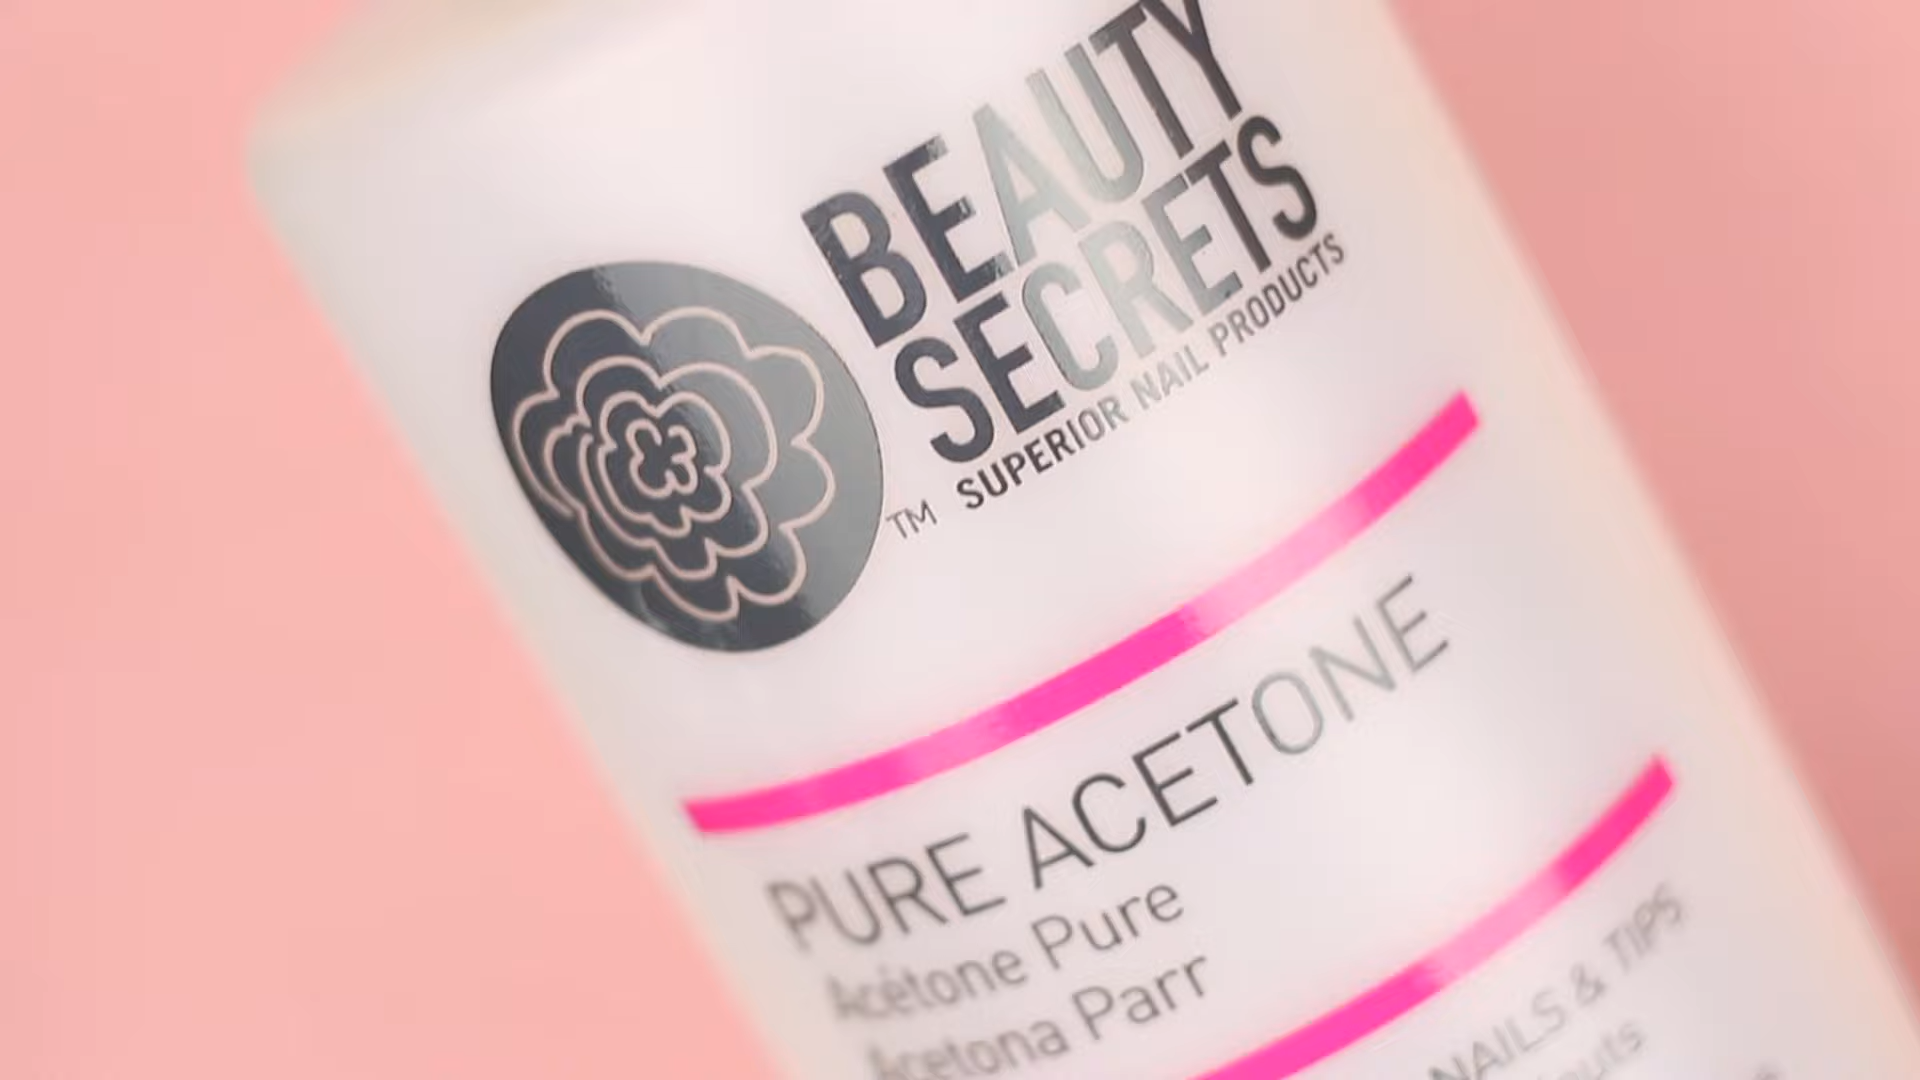 BEAUTY
SECRETS
SUPERIOR NAIL PRODUCTS
TM
PURE ACETONE
Acétone Pure
Acetona Parr
NAILS & TIPS